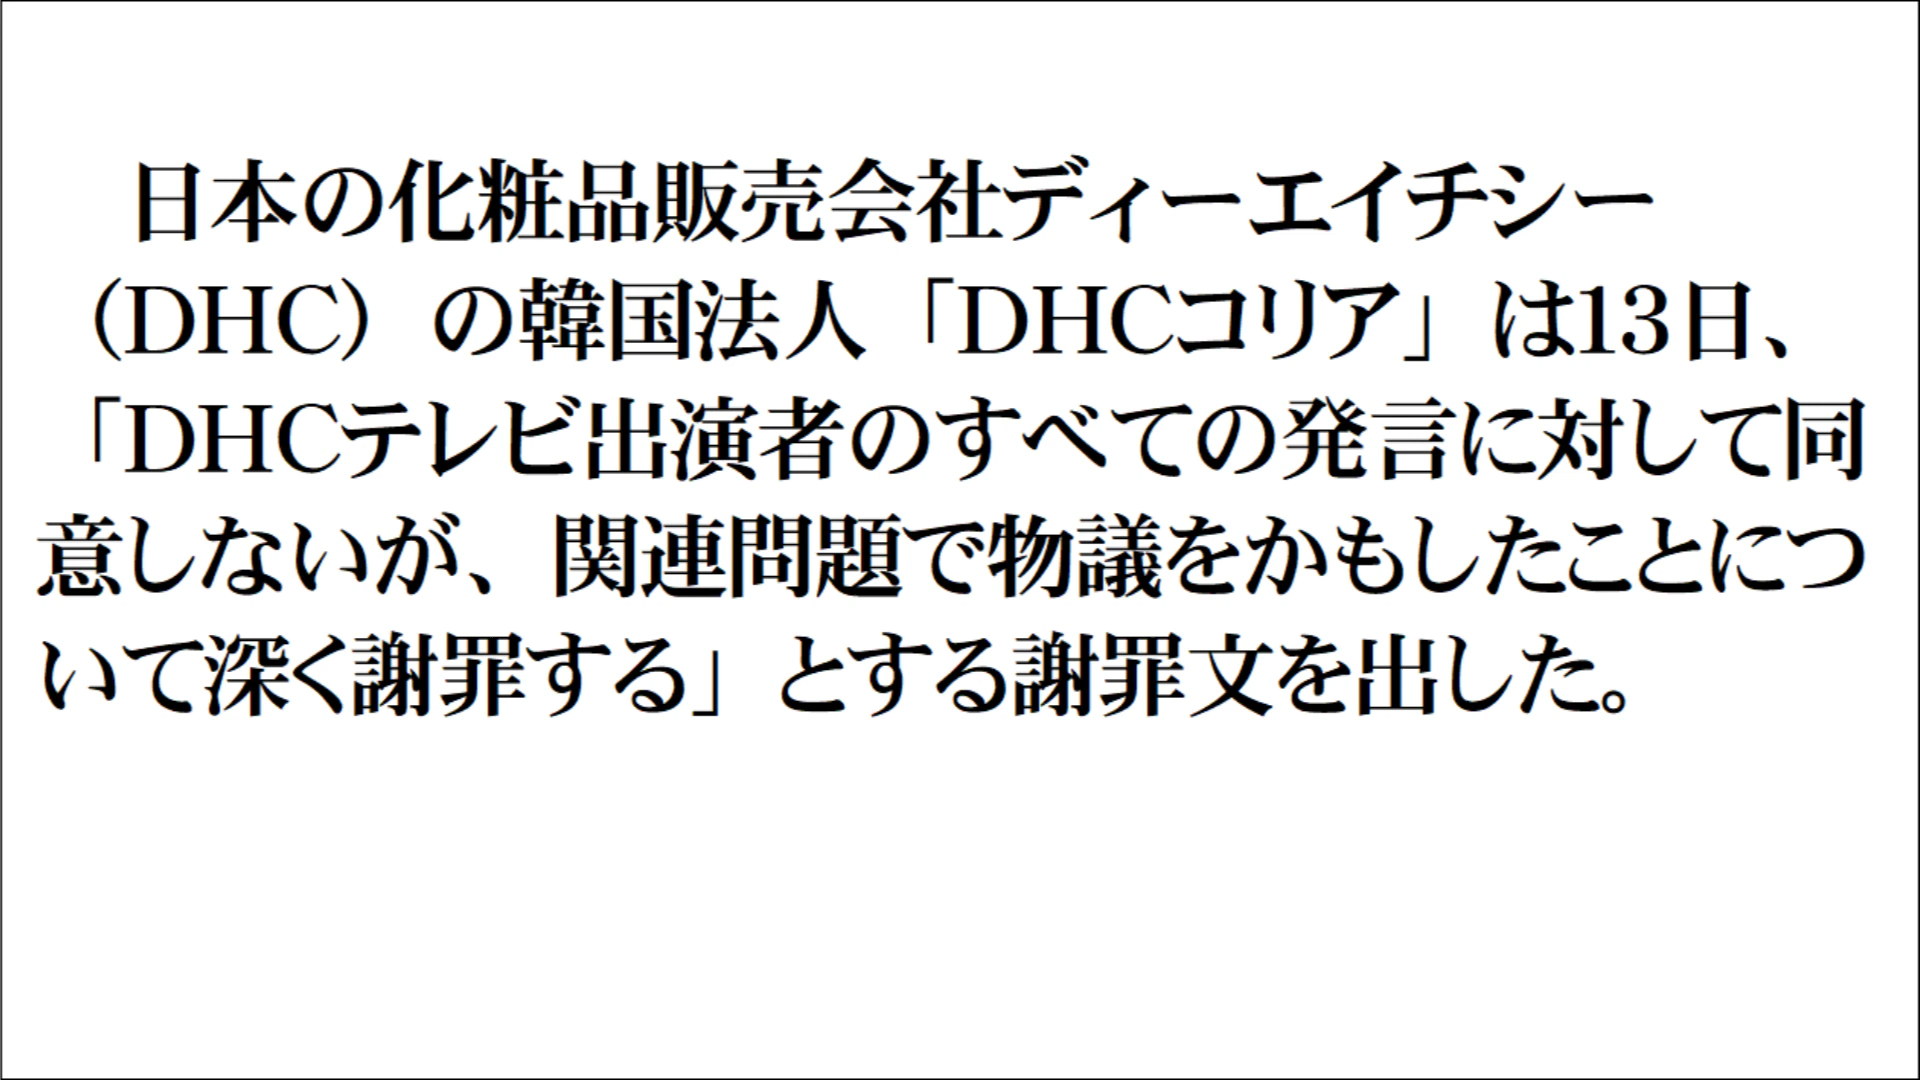 日本の化粧品販売会社ディーエイチシー
（DHC）の韓国法人「DHCコリア」は13日、
「DHCテレビ出演者のすべての発言に対して同
意しないが、関連問題で物議をかもしたことにつ
いて深く謝罪する」とする謝罪文を出した。